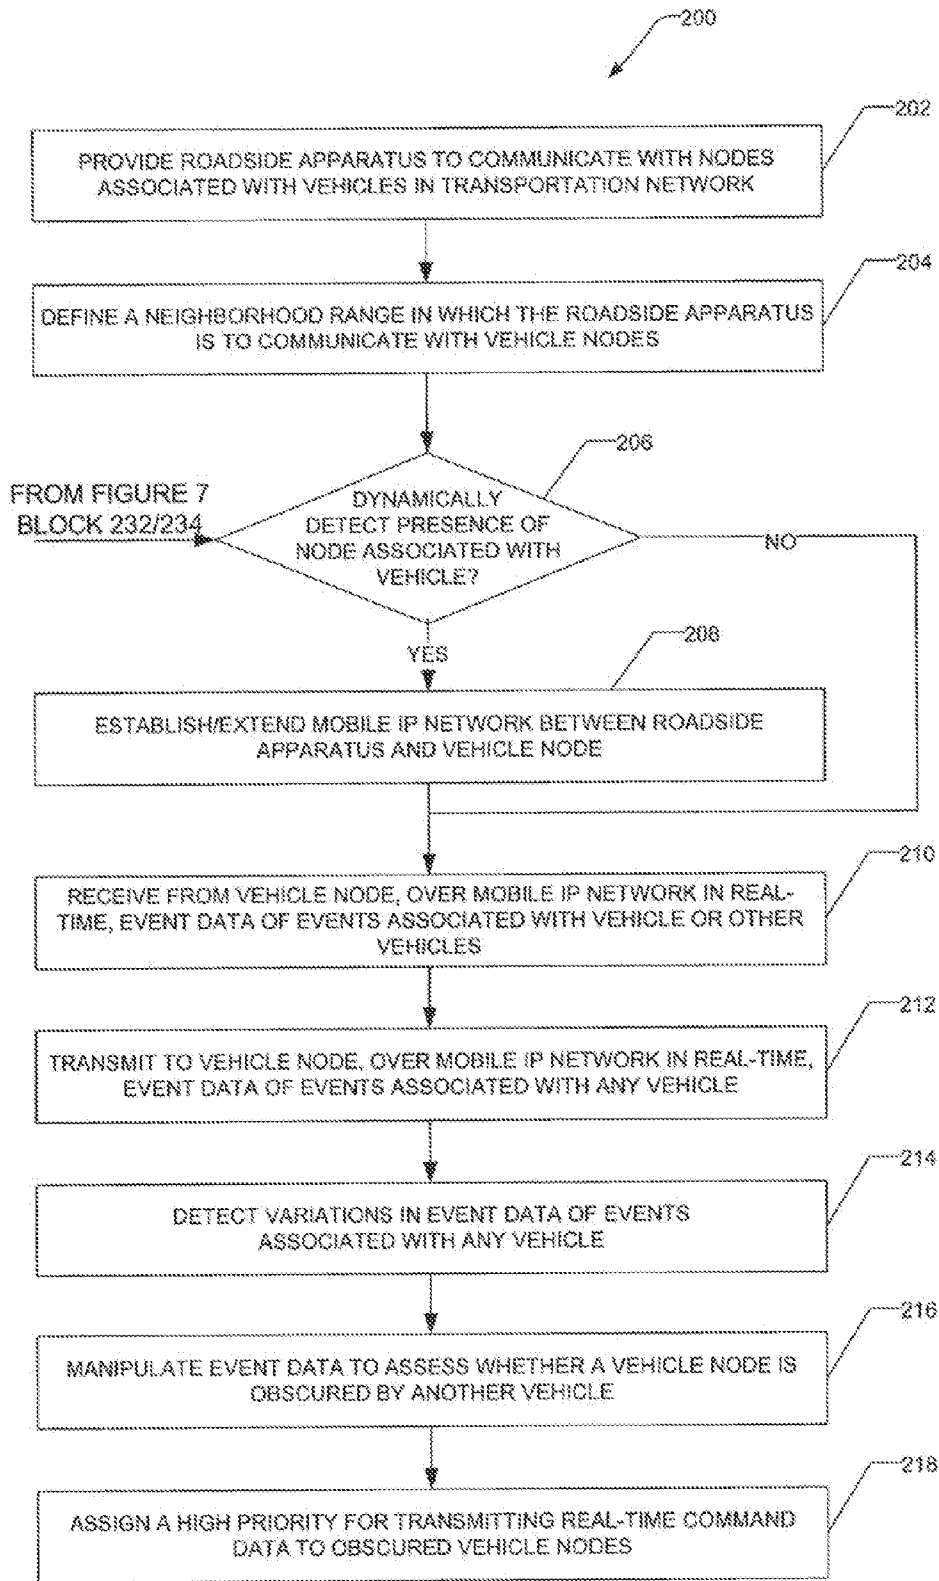 200
202
PROVIDE ROADSIDE APPARATUS TO COMMUNICATE WITH NODES
ASSOCIATED WITH VEHICLES IN TRANSPORTATION NETWORK
204
DEFINE A NEIGHBORHOOD RANGE IN WHICH THE ROADSIDE APPARATUS
IS TO COMMUNICATE WITH VEHICLE NODES
206
FROM FIGURE 7
BLOCK 232/234
DYNAMICALLY
DETECT PRESENCE OF
NODE ASSOCIATED WITH
VEHICLE?
NO
YES
208
ESTABLISH/EXTEND MOBILE IP NETWORK BETWEEN ROADSIDE
APPARATUS AND VEHICLE NODE
210
RECEIVE FROM VEHICLE NODE, OVER MOBILE IP NETWORK IN REAL-
TIME, EVENT DATA OF EVENTS ASSOCIATED WITH VEHICLE OR OTHER
VEHICLES
212
TRANSMIT TO VEHICLE NODE, OVER MOBILE IP NETWORK IN REAL-TIME,
EVENT DATA OF EVENTS ASSOCIATED WITH ANY VEHICLE
214
DETECT VARIATIONS IN EVENT DATA OF EVENTS
ASSOCIATED WITH ANY VEHICLE
216
MANIPULATE EVENT DATA TO ASSESS WHETHER A VEHICLE NODE IS
OBSCURED BY ANOTHER VEHICLE
218
ASSIGN A HIGH PRIORITY FOR TRANSMITTING REAL-TIME COMMAND
DATA TO OBSCURED VEHICLE NODES